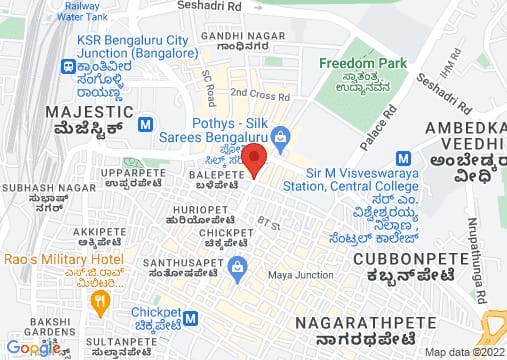 Railway
Water Tank
Seshadri Rd
KSR Bengaluru City
Junction (Bangalore)
ಕ್ರಾಂತಿವೀರ
ಸಂಗೊಳ್ಳಿ
ರಾಯಣ್ಣ
GANDHI NAGAR
ಗಾಂಧಿನಗರ
SC Road
2nd Cross Rd
Freedom Park
ಸ್ವಾತಂತ್ರ್ಯ
ಉದ್ಯಾನವನ
Seshadri Rd
IHM Rd
Palace Rd
MAJESTIC
ಮೆಜೆಸ್ಟಿಕ್
Pothys - Silk
Sarees Bengaluru
ಸಿಲ್ಕ್
AMBEDKA
VEEDHI
ಅಂಬೇಡ್ಕರ
ವೀಧಿ
UPPARPETE
ಉಪ್ಪರಪೇಟೆ
BALEPETE
ಬಳೆಪೇಟೆ
Sir M Visveswaraya
Station, Central College
ಸರ್ ಎಂ.
ವಿಶ್ವೇಶ್ವರಯ್ಯ
ನಿಲ್ದಾಣ ,
ಸೆಂಟ್ರಲ್ ಕಾಲೇಜ್
SUBHASH NAGAR
ಸುಭಾಷ್
ನಗರ್
HURIOPET
ಹುರಿಯೋಪೆಟ್
BT St
Nrupathunga Rd
AKKIPETE
ಅಕ್ಕಿಪೇಟೆ
CHICKPET
ಚಿಕ್ಕಪೇಟೆ
Rao's Military Hotel
ಎಸ್.ಜಿ.ರಾವ್
ಮಿಲಿಟರಿ...
SANTHUSAPET
ಸಂತೋಷಪೇಟೆ
Maya Junction
CUBBONPETE
ಕಬ್ಬನ್‌ಪೇಟೆ
Chickpet
ಚಿಕ್ಕಪೇಟೆ
BAKSHI
GARDENS
SULTANPETE
ಸುಲ್ತಾನಪೇಟೆ
NAGARATHPETE
ನಾಗರಥಪೇಟೆ
Google
Map data ©2022